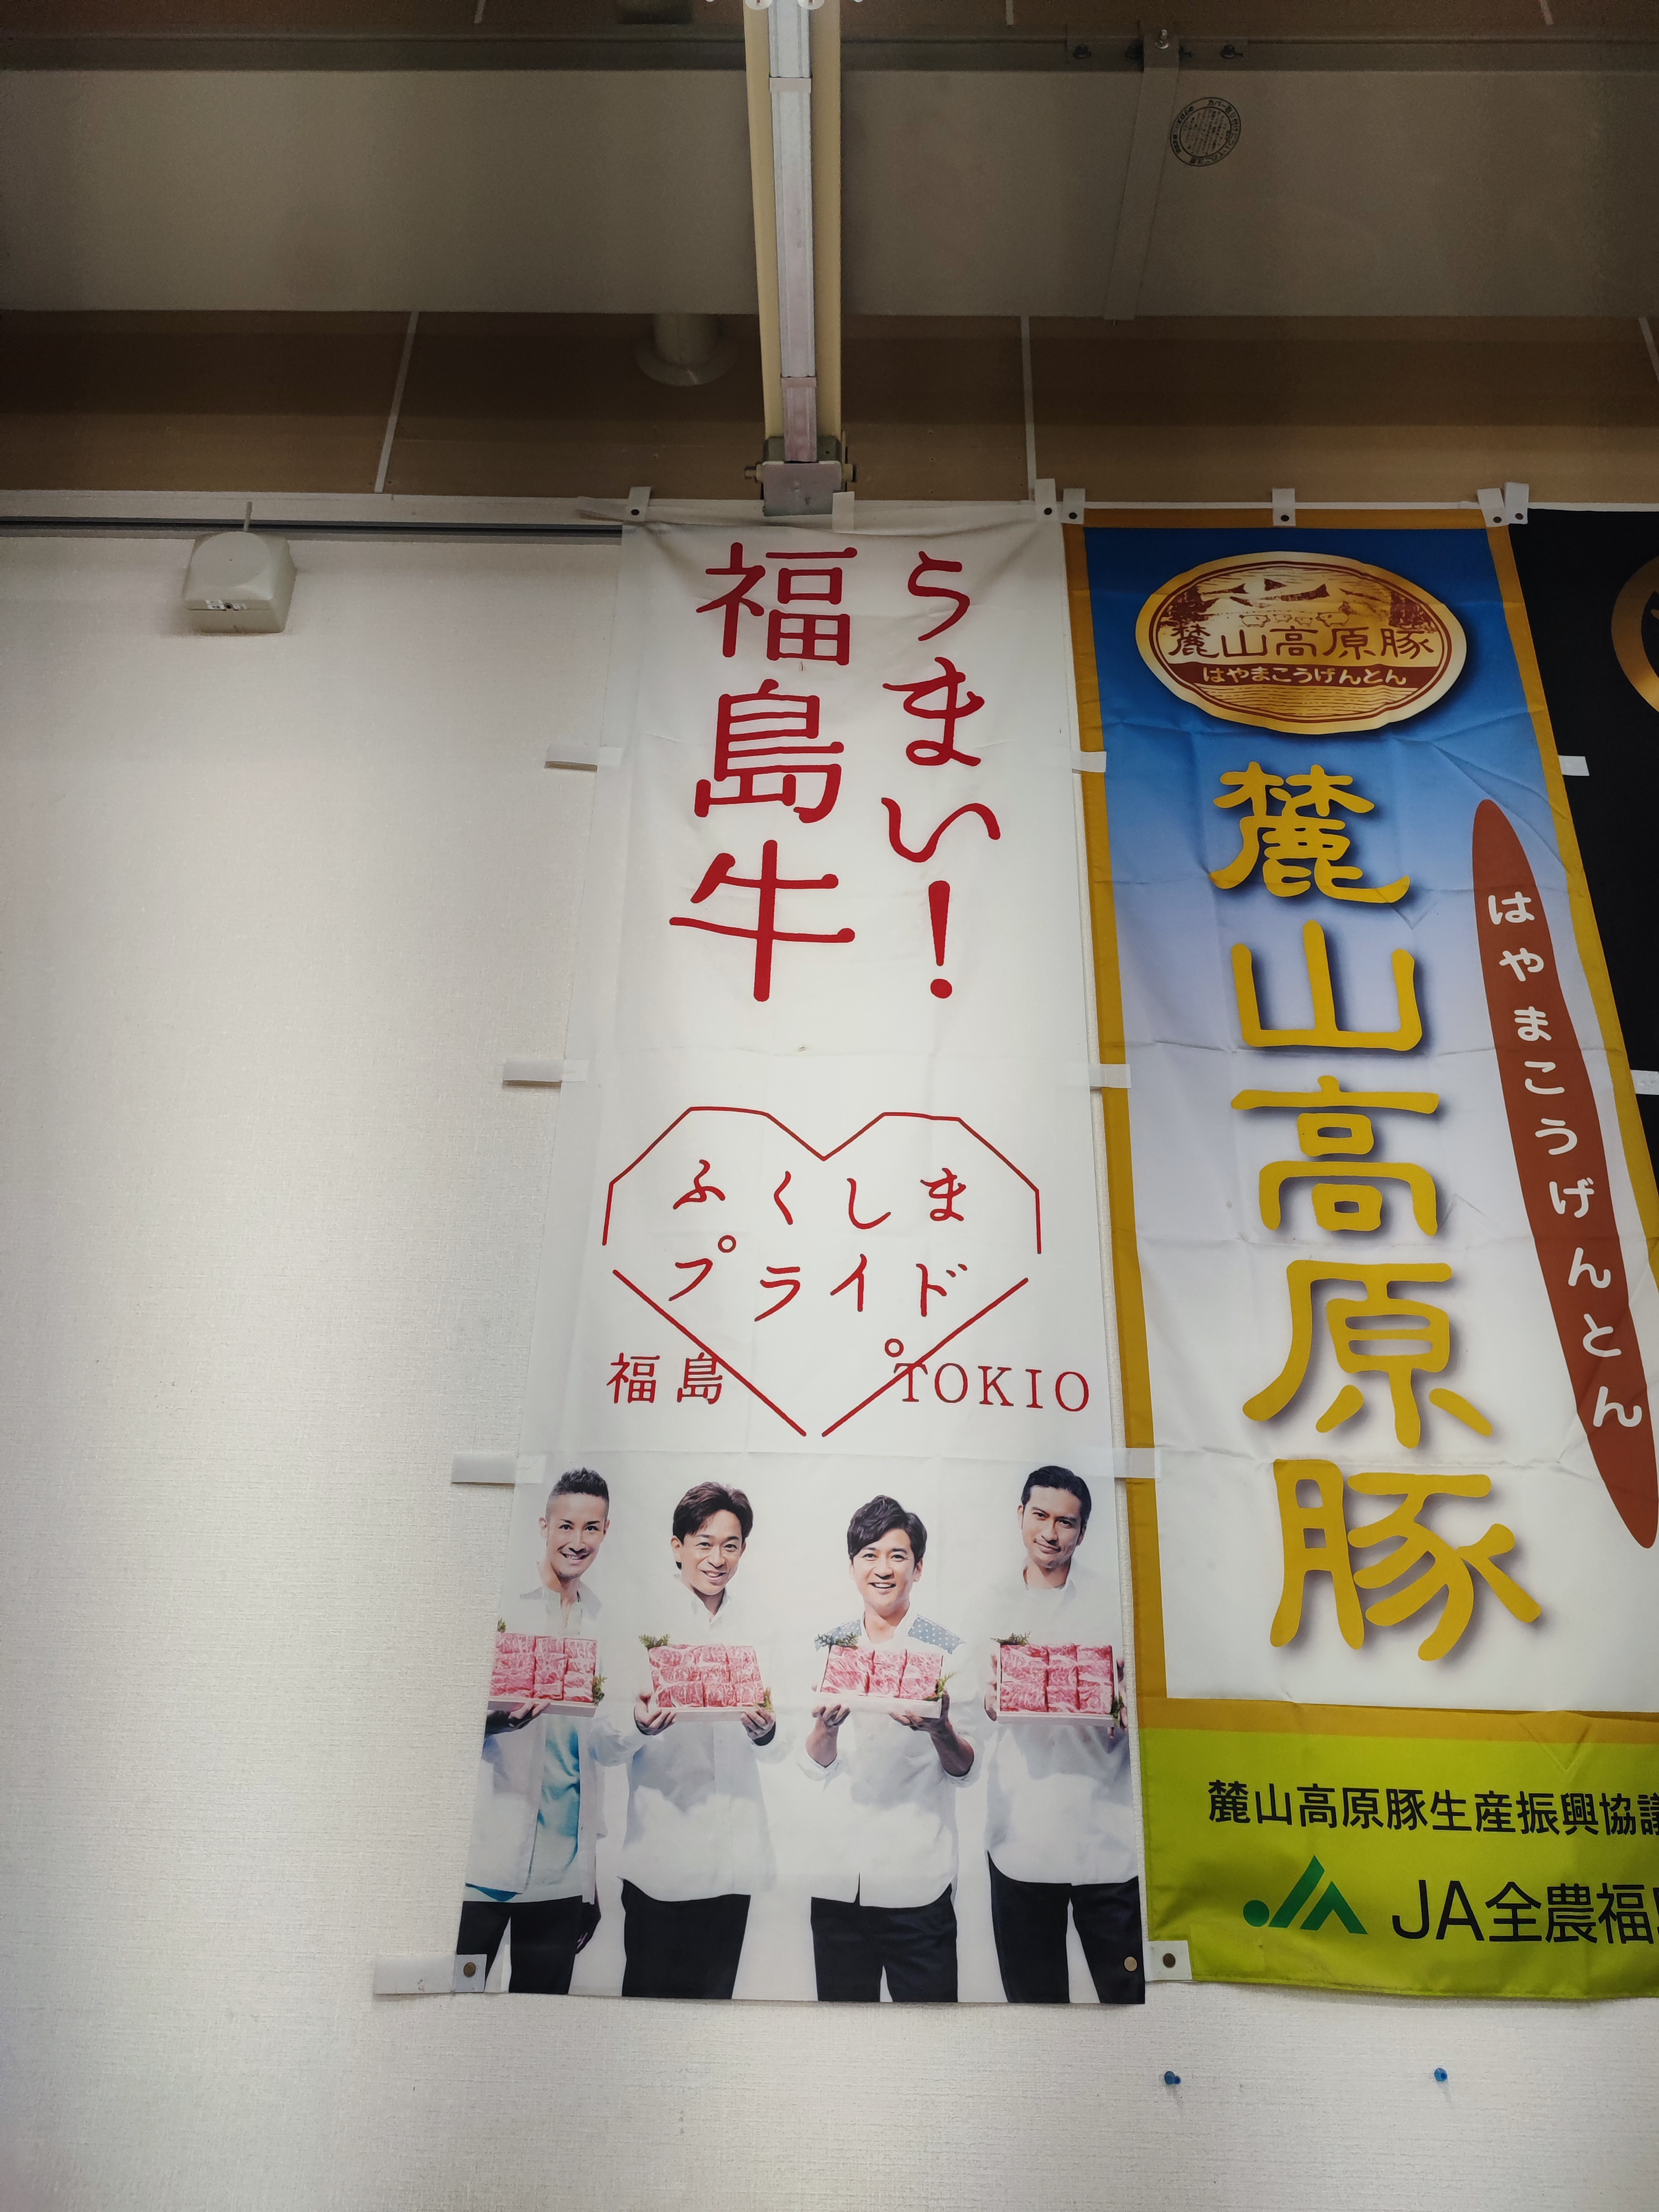 うまい！
福島牛
ふくしま
プライド。
福島
TOKIO
麓山高原豚
はやまこうげんとん
麓山高原豚
はやまこうげんとん
麓山高原豚生産振興協議
JA全農福